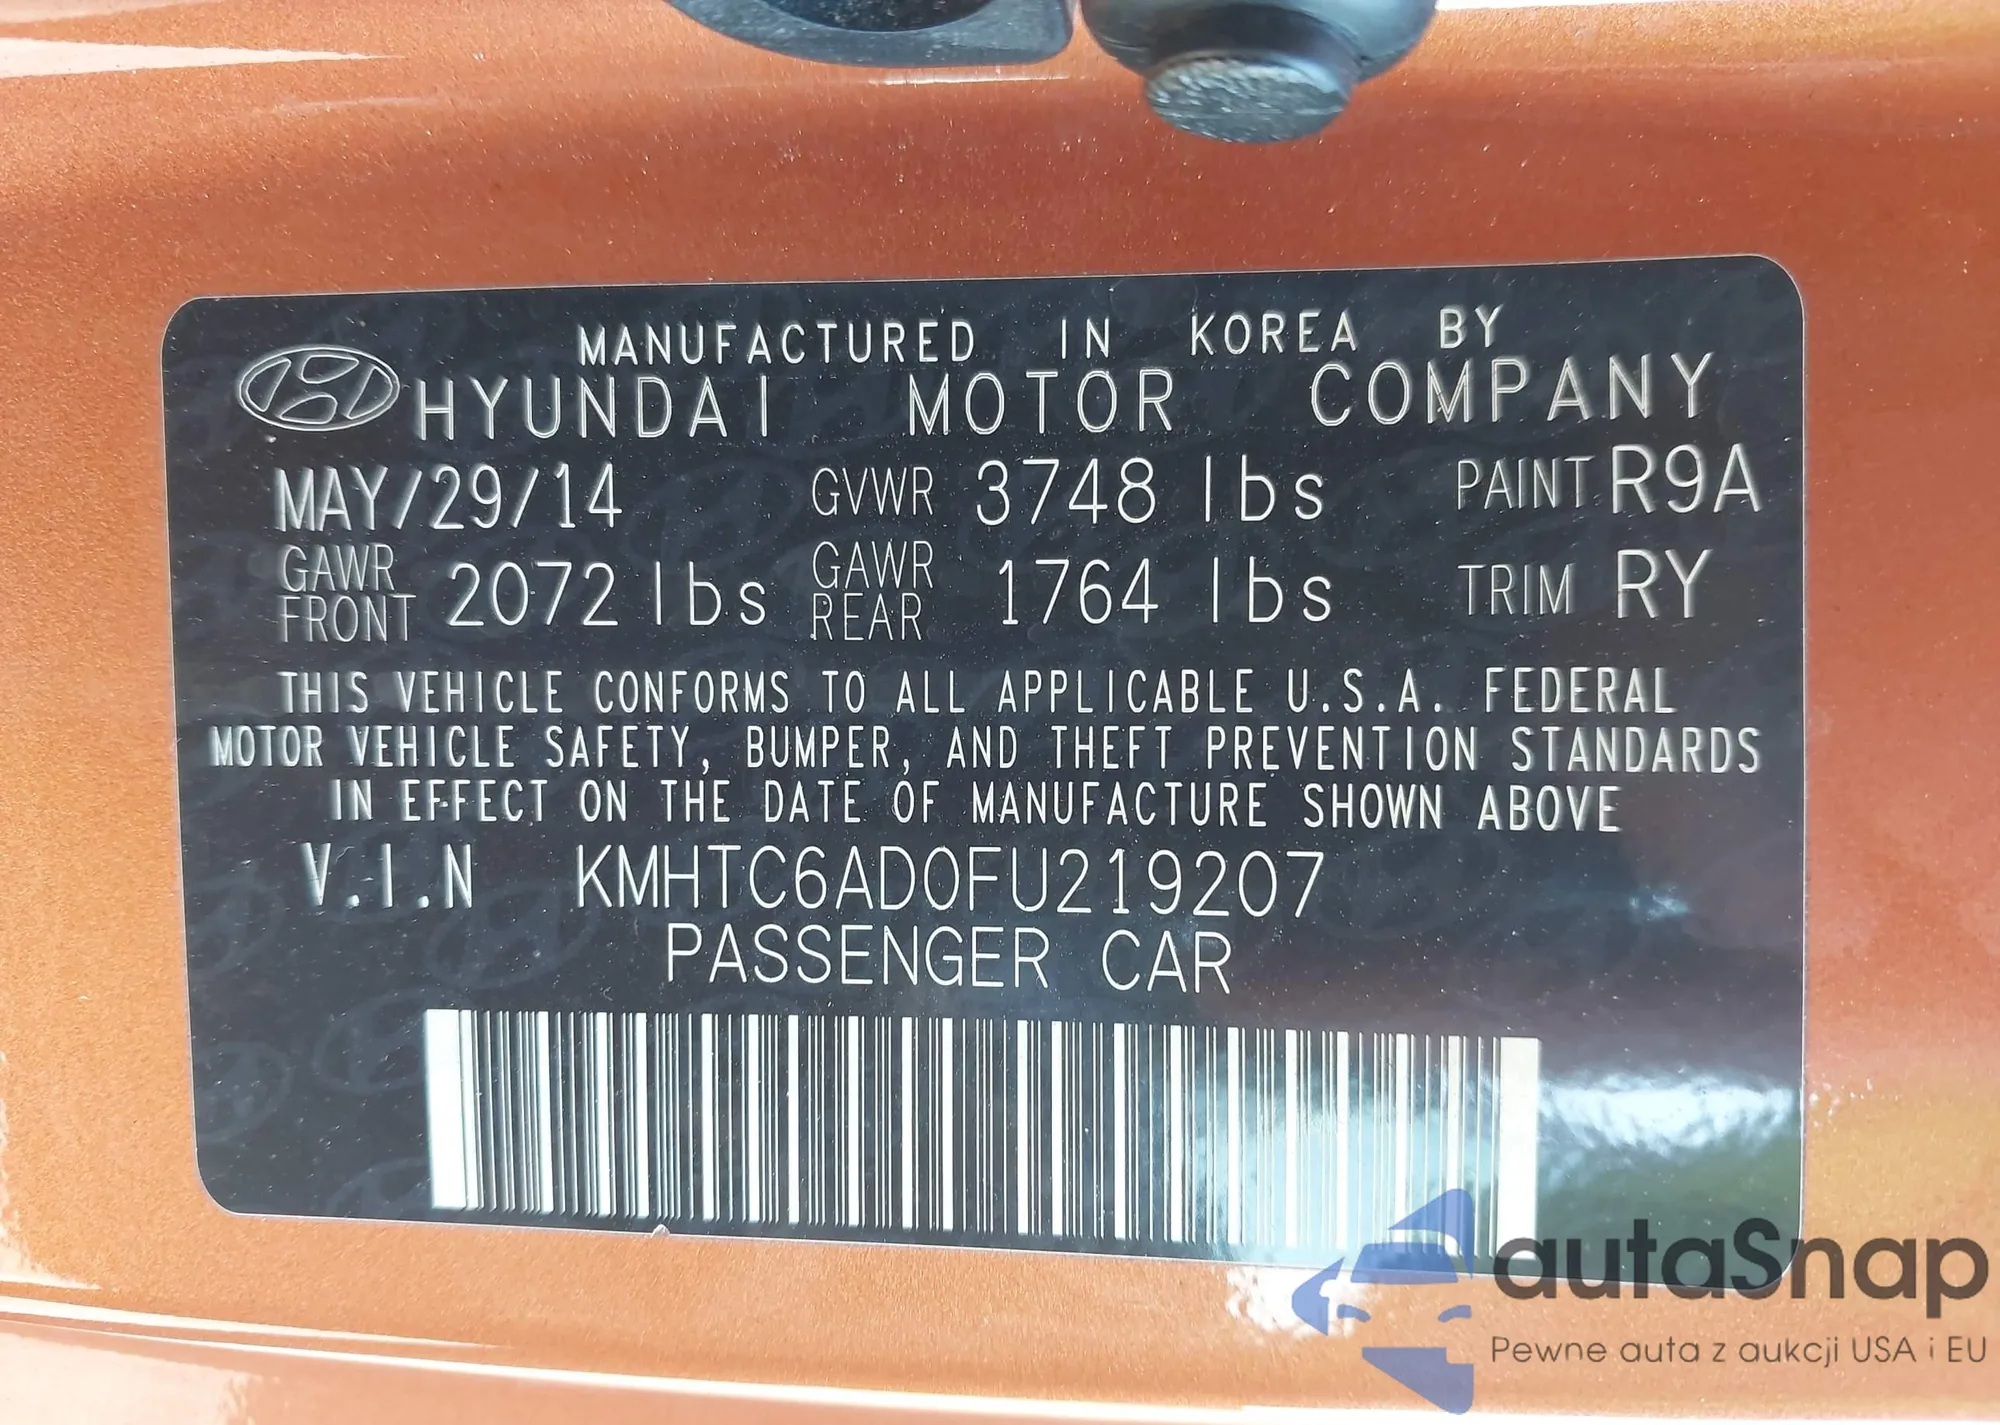 MANUFACTURED IN KOREA BY
HYUNDAI MOTOR COMPANY
MAY/29/14 GVWR 3748 lbs PAINT R9A
GAWR FRONT 2072 lbs GAWR REAR 1764 lbs TRIM RY
THIS VEHICLE CONFORMS TO ALL APPLICABLE U.S.A. FEDERAL
MOTOR VEHICLE SAFETY, BUMPER, AND THEFT PREVENTION STANDARDS
IN EFFECT ON THE DATE OF MANUFACTURE SHOWN ABOVE
V.I.N KMHTC6AD0FU219207
PASSENGER CAR
autaSnap
Pewne auta z aukcji USA i EU